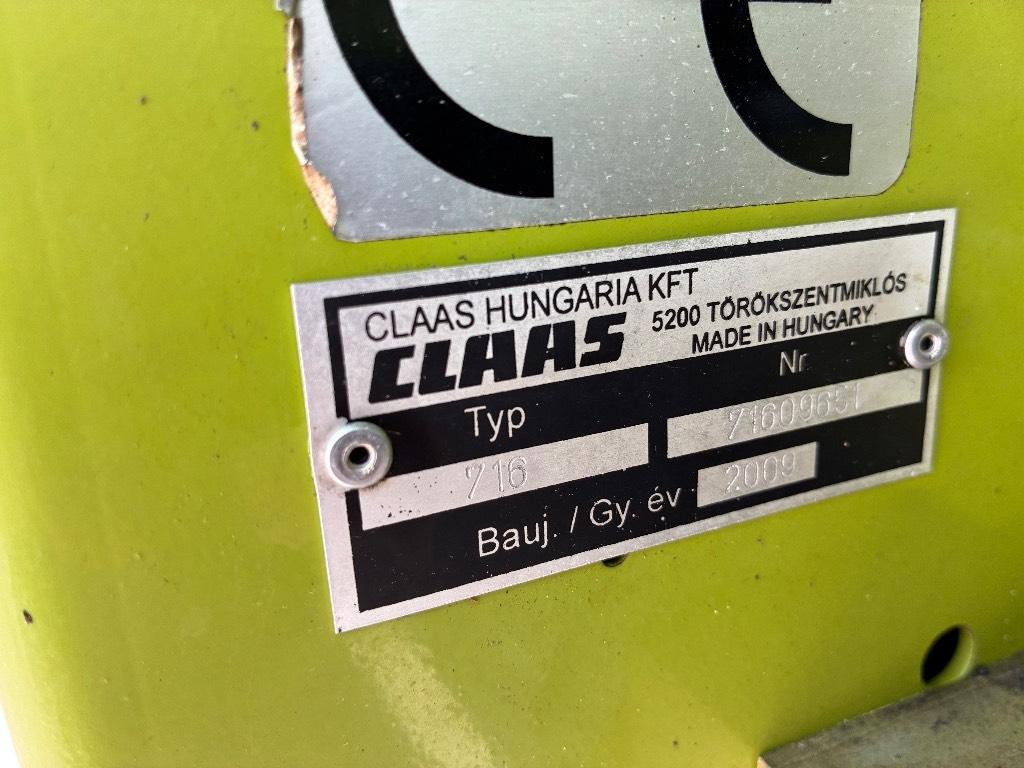 CE
CLAAS HUNGARIA KFT
CLAAS
5200 TÖRÖKSZENTMIKLÓS
MADE IN HUNGARY
Typ
Nr
716
71609651
Bauj. / Gy. év
2009